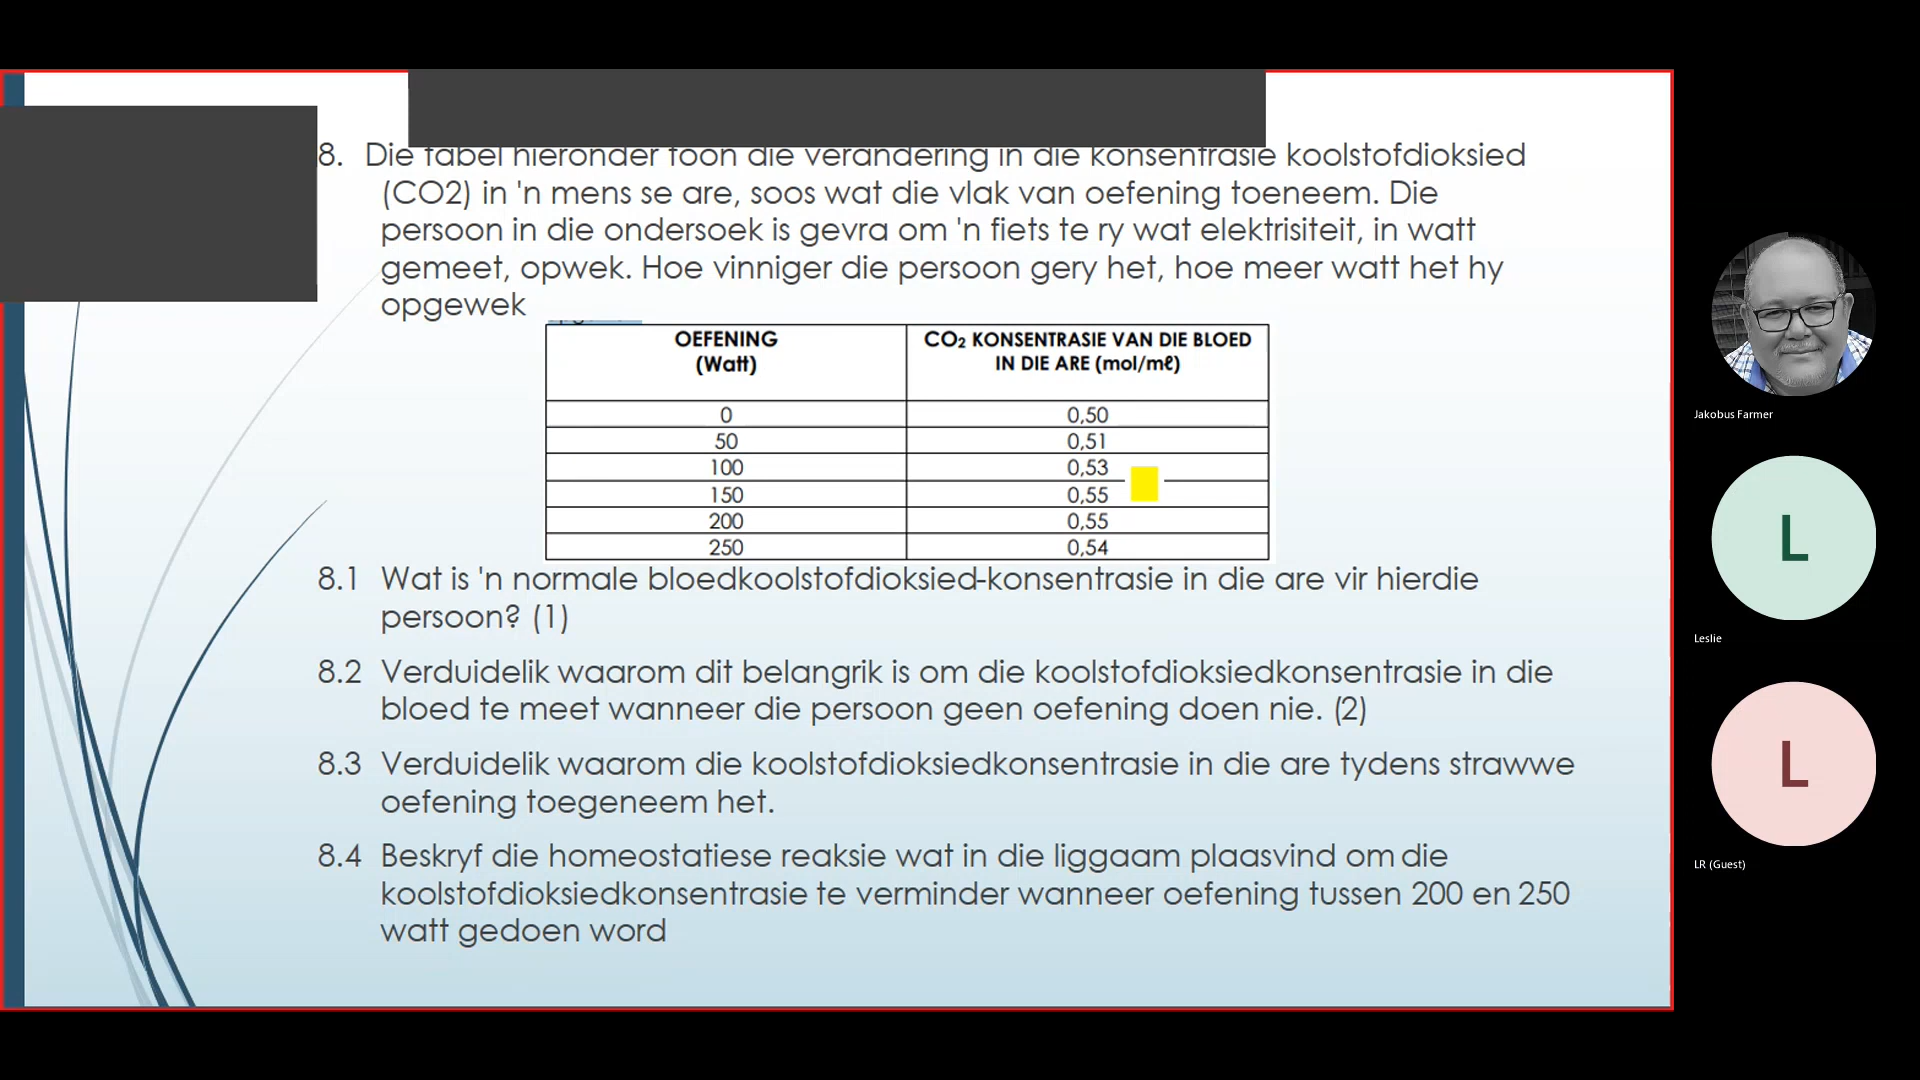 8. Die tabel hieronder toon die verandering in die konsentrasie koolstofdioksied
(CO2) in 'n mens se are, soos wat die vlak van oefening toeneem. Die
persoon in die ondersoek is gevra om 'n fiets te ry wat elektrisiteit, in watt
gemeet, opwek. Hoe vinniger die persoon gery het, hoe meer watt het hy
opgewek
OEFENING
(Watt)
CO₂ KONSENTRASIE VAN DIE BLOED
IN DIE ARE (mol/mℓ)
0 0,50
50 0,51
100 0,53
150 0,55
200 0,55
250 0,54
8.1 Wat is 'n normale bloedkoolstofdioksied-konsentrasie in die are vir hierdie
persoon? (1)
8.2 Verduidelik waarom dit belangrik is om die koolstofdioksiedkonsentrasie in die
bloed te meet wanneer die persoon geen oefening doen nie. (2)
8.3 Verduidelik waarom die koolstofdioksiedkonsentrasie in die are tydens strawwe
oefening toegeneem het.
8.4 Beskryf die homeostatiese reaksie wat in die liggaam plaasvind om die
koolstofdioksiedkonsentrasie te verminder wanneer oefening tussen 200 en 250
watt gedoen word
Jakobus Farmer
L
Leslie
L
LR (Guest)